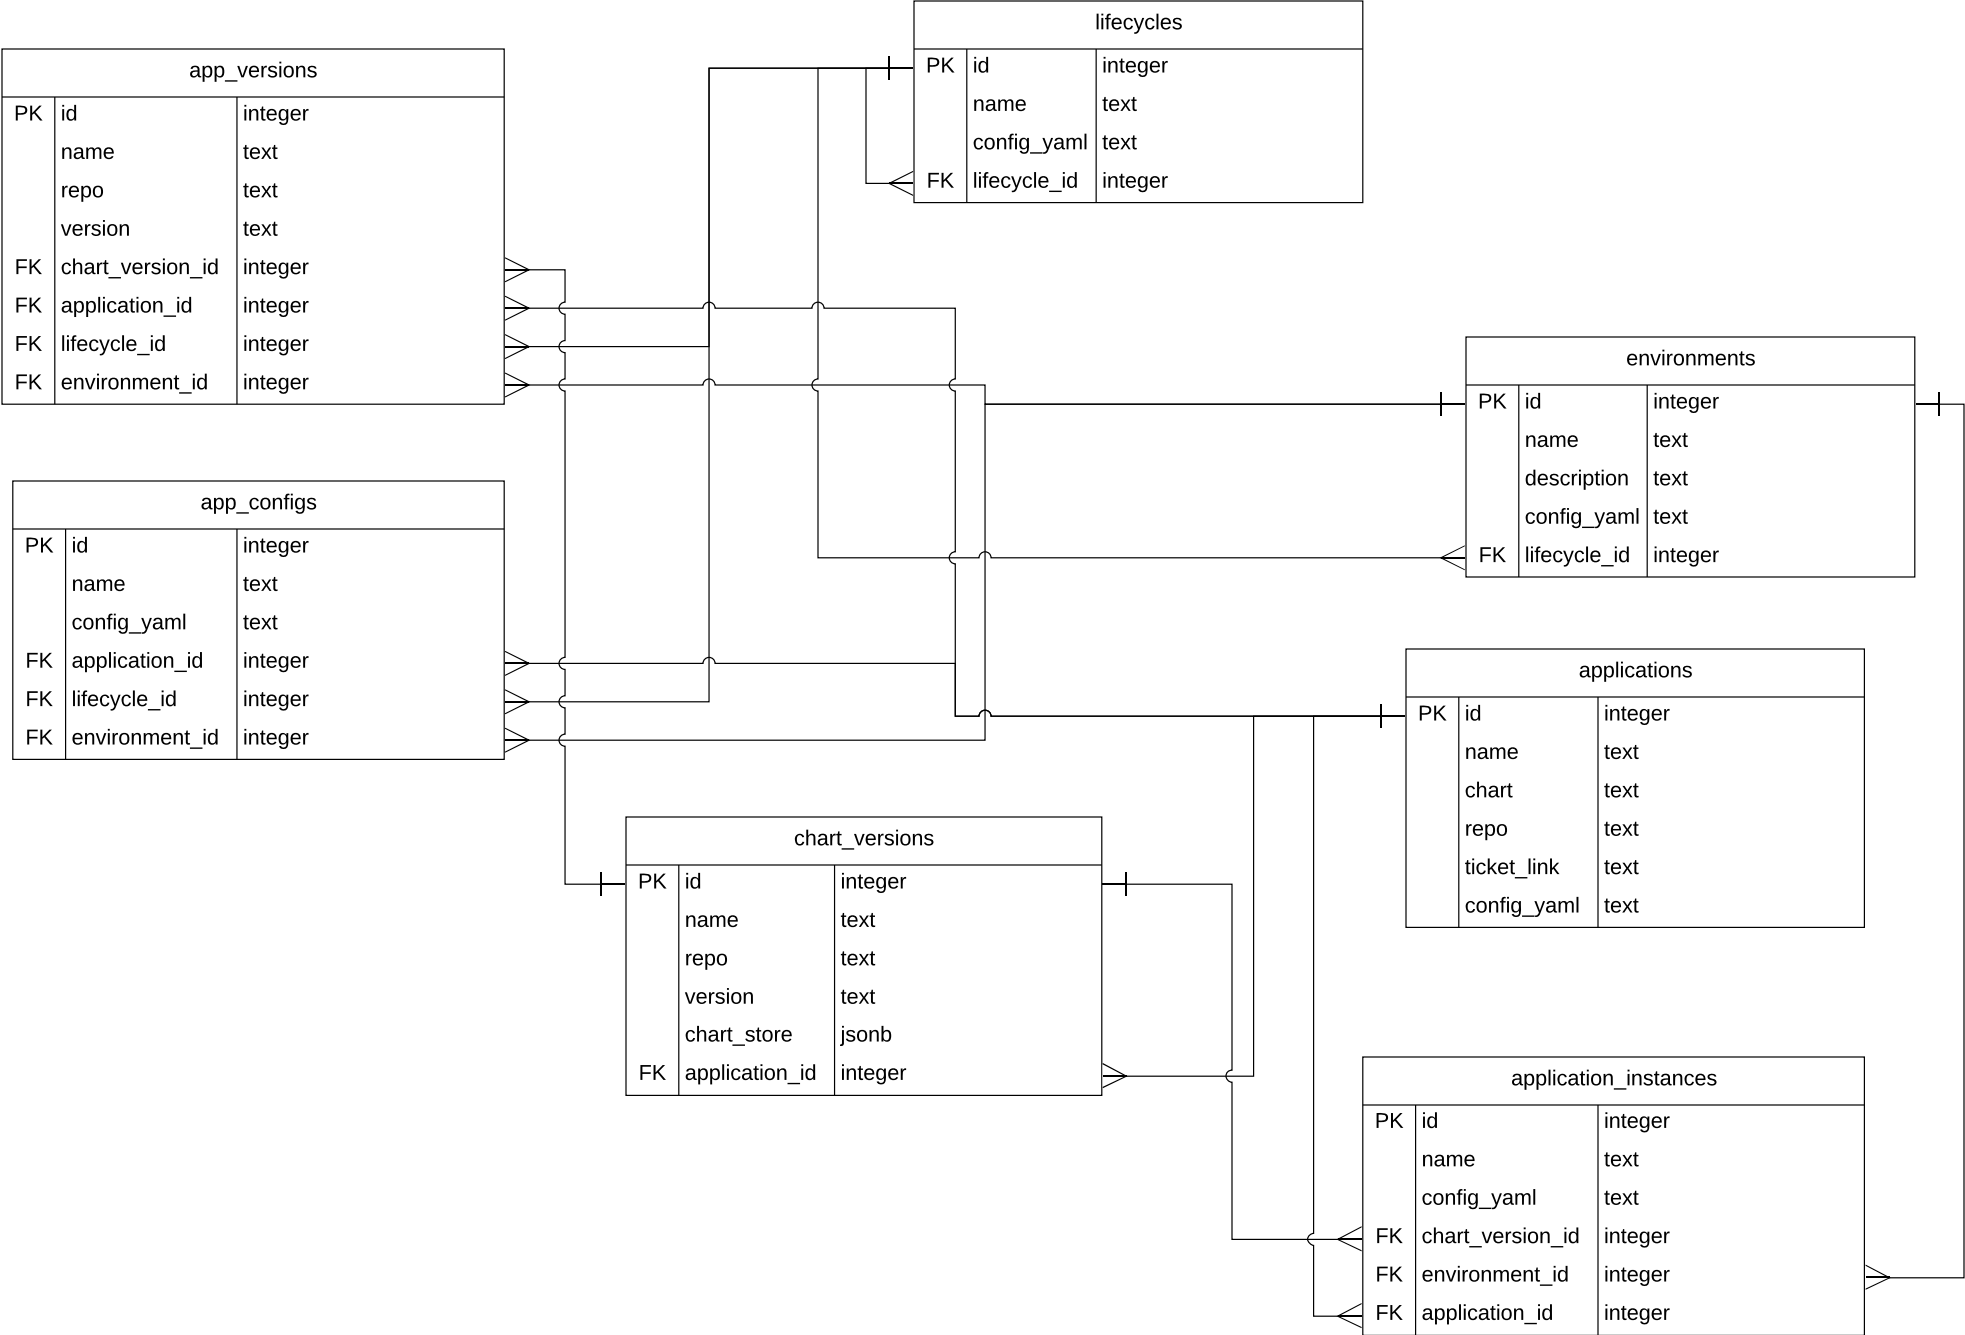 lifecycles
PK id integer
name text
config_yaml text
FK lifecycle_id integer
app_versions
PK id integer
name text
repo text
version text
FK chart_version_id integer
FK application_id integer
FK lifecycle_id integer
FK environment_id integer
environments
PK id integer
name text
description text
config_yaml text
FK lifecycle_id integer
app_configs
PK id integer
name text
config_yaml text
FK application_id integer
FK lifecycle_id integer
FK environment_id integer
applications
PK id integer
name text
chart text
repo text
ticket_link text
config_yaml text
chart_versions
PK id integer
name text
repo text
version text
chart_store jsonb
FK application_id integer
application_instances
PK id integer
name text
config_yaml text
FK chart_version_id integer
FK environment_id integer
FK application_id integer